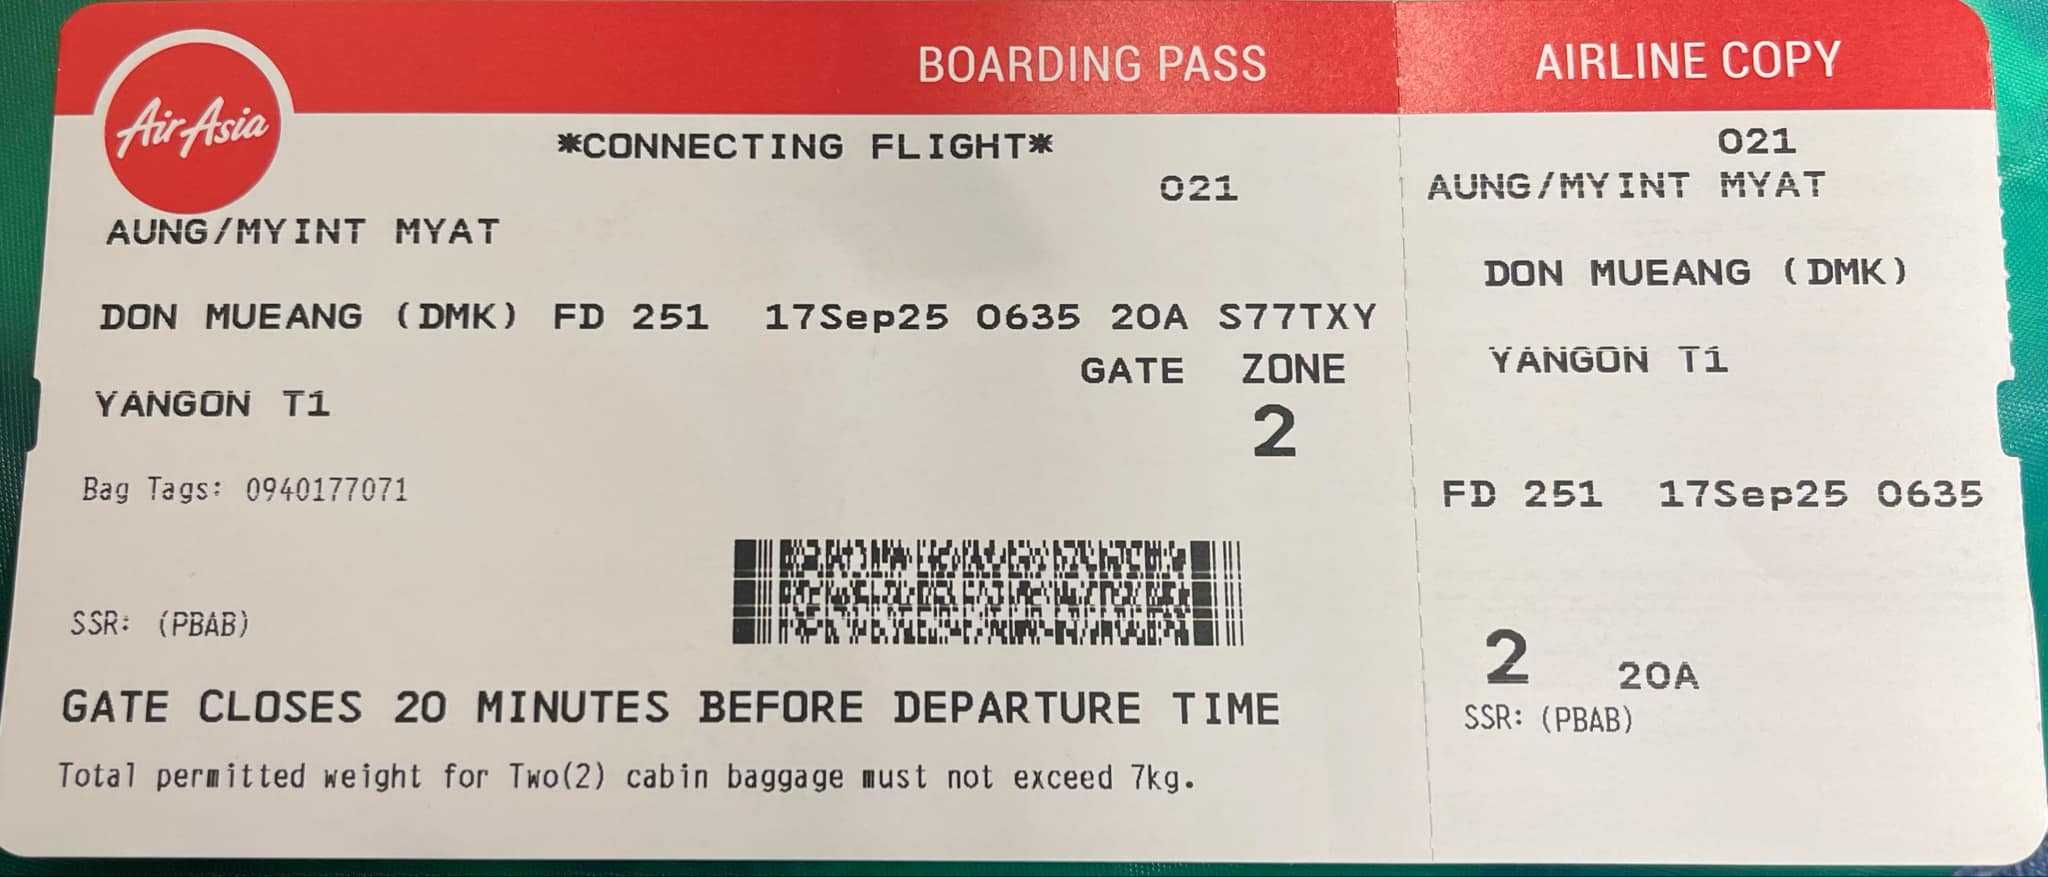 BOARDING PASS
AirAsia
*CONNECTING FLIGHT*
021
AUNG/MYINT MYAT
DON MUEANG (DMK) FD 251 17Sep25 0635 20A S77TXY
GATE ZONE
2
YANGON T1
Bag Tags: 0940177071
SSR: (PBAB)
GATE CLOSES 20 MINUTES BEFORE DEPARTURE TIME
Total permitted weight for Two(2) cabin baggage must not exceed 7kg.
AIRLINE COPY
021
AUNG/MYINT MYAT
DON MUEANG (DMK)
YANGON T1
FD 251 17Sep25 0635
2 20A
SSR: (PBAB)